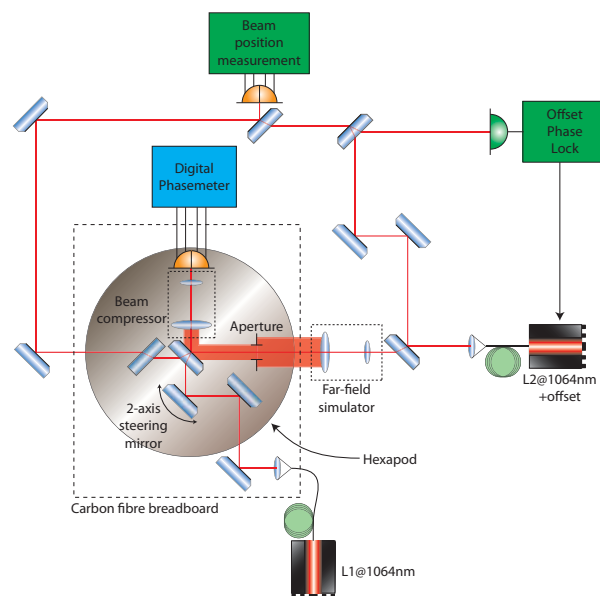 Beam
position
measurement
Offset
Phase
Lock
Digital
Phasemeter
Beam
compressor
Aperture
Far-field
simulator
L2@1064nm
+offset
2-axis
steering
mirror
Hexapod
Carbon fibre breadboard
L1@1064nm